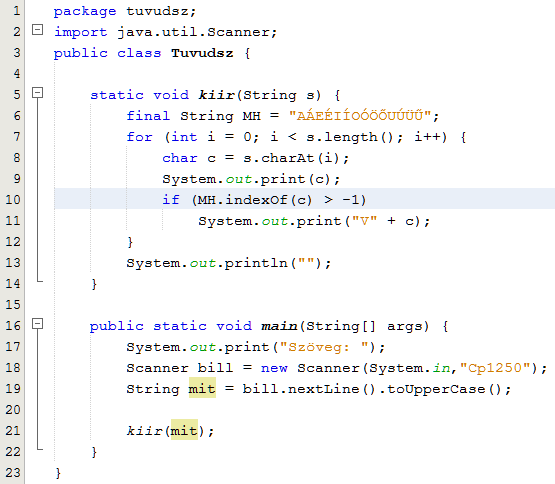 1 package tuvudsz;
2 import java.util.Scanner;
3 public class Tuvudsz {
4
5 static void kiir(String s) {
6 final String MH = "AÁEÉIÍOÓÖŐUÚÜŰ";
7 for (int i = 0; i < s.length(); i++) {
8 char c = s.charAt(i);
9 System.out.print(c);
10 if (MH.indexOf(c) > -1)
11 System.out.print("V" + c);
12 }
13 System.out.println("");
14 }
15
16 public static void main(String[] args) {
17 System.out.print("Szöveg: ");
18 Scanner bill = new Scanner(System.in,"Cp1250");
19 String mit = bill.nextLine().toUpperCase();
20
21 kiir(mit);
22 }
23 }